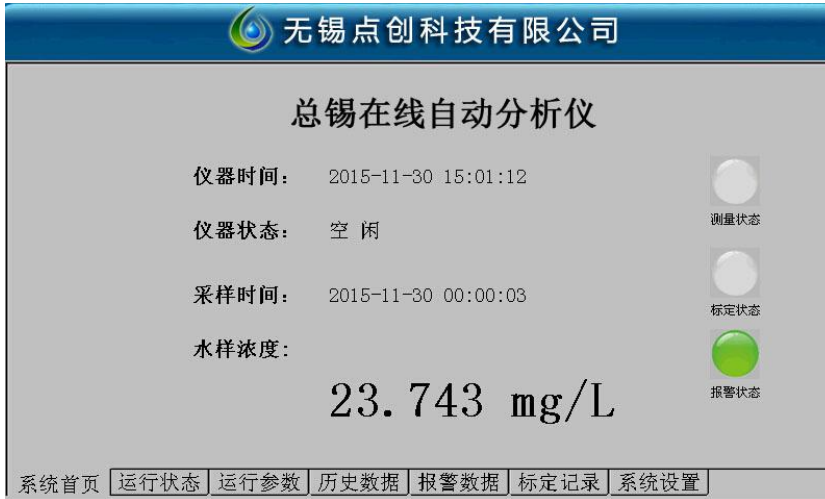 无锡点创科技有限公司
总锡在线自动分析仪
仪器时间: 2015-11-30 15:01:12
测量状态
仪器状态: 空 闲
采样时间: 2015-11-30 00:00:03
标定状态
水样浓度:
23.743 mg/L
报警状态
系统首页 运行状态 运行参数 历史数据 报警数据 标定记录 系统设置